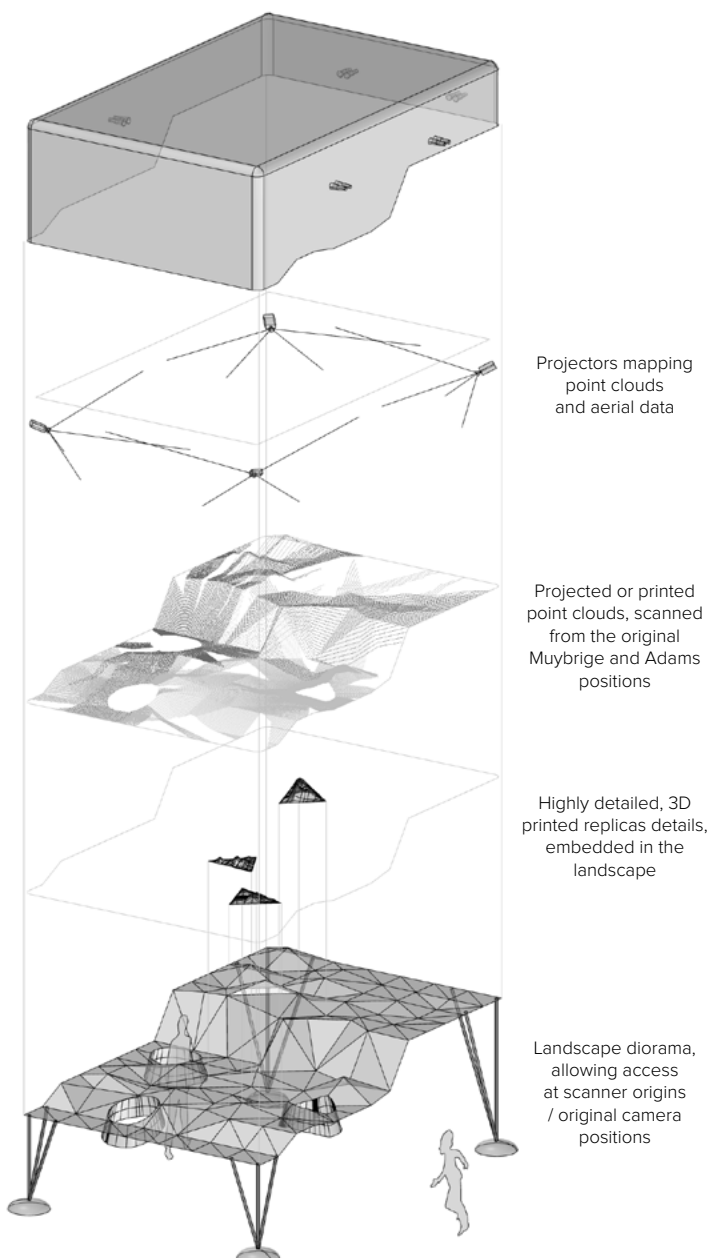 Projectors mapping
point clouds
and aerial data
Projected or printed
point clouds, scanned
from the original
Muybrige and Adams
positions
Highly detailed, 3D
printed replicas details,
embedded in the
landscape
Landscape diorama,
allowing access
at scanner origins
/ original camera
positions